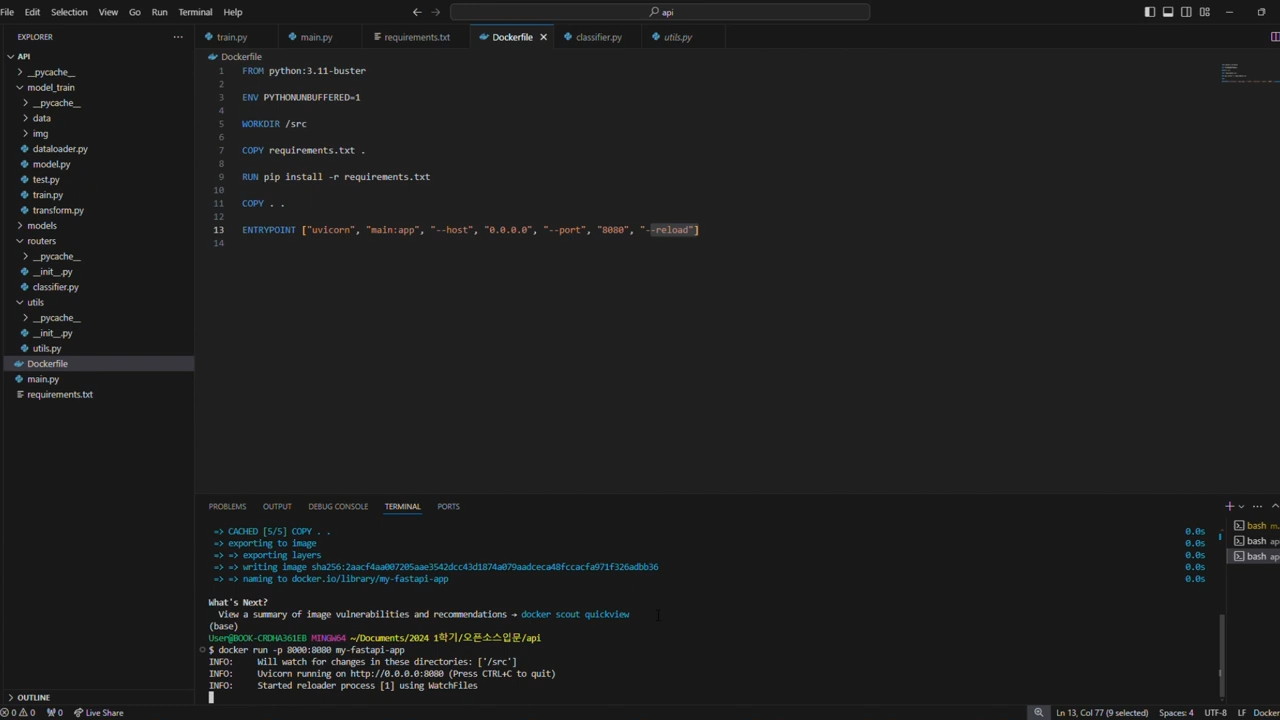 File Edit Selection View Go Run Terminal Help
api
EXPLORER
train.py
main.py
requirements.txt
Dockerfile
classifier.py
utils.py
API
__pycache__
model_train
__pycache__
data
img
dataloader.py
model.py
test.py
train.py
transform.py
models
routers
__pycache__
__init__.py
classifier.py
utils
__pycache__
__init__.py
utils.py
Dockerfile
main.py
requirements.txt
OUTLINE
Dockerfile
1 FROM python:3.11-buster
2
3 ENV PYTHONUNBUFFERED=1
4
5 WORKDIR /src
6
7 COPY requirements.txt .
8
9 RUN pip install -r requirements.txt
10
11 COPY . .
12
13 ENTRYPOINT ["uvicorn", "main:app", "--host", "0.0.0.0", "--port", "8080", "--reload"]
14
PROBLEMS OUTPUT DEBUG CONSOLE TERMINAL PORTS
=> CACHED [5/5] COPY . . 0.0s
=> exporting to image 0.0s
=> => exporting layers 0.0s
=> => writing image sha256:2aacf4aa007205aae3542dcc43d1874a079aadceca48fccacfa971f326adbb36 0.0s
=> => naming to docker.io/library/my-fastapi-app 0.0s
What's Next?
View a summary of image vulnerabilities and recommendations → docker scout quickview
(base)
User@BOOK-CRDHA361EB MINGW64 ~/Documents/2024 1학기/오픈소스입문/api
$ docker run -p 8000:8080 my-fastapi-app
INFO: Will watch for changes in these directories: ['/src']
INFO: Uvicorn running on http://0.0.0.0:8080 (Press CTRL+C to quit)
INFO: Started reloader process [1] using WatchFiles
bash m...
bash ap
bash ap
0 0 0 Live Share
Ln 13, Col 77 (9 selected) Spaces: 4 UTF-8 LF Docker